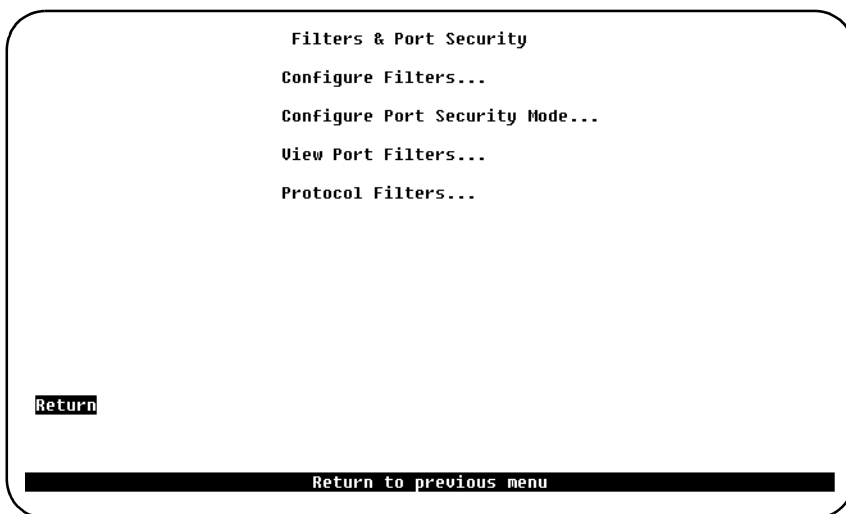 Filters & Port Security
Configure Filters...
Configure Port Security Mode...
View Port Filters...
Protocol Filters...
Return
Return to previous menu